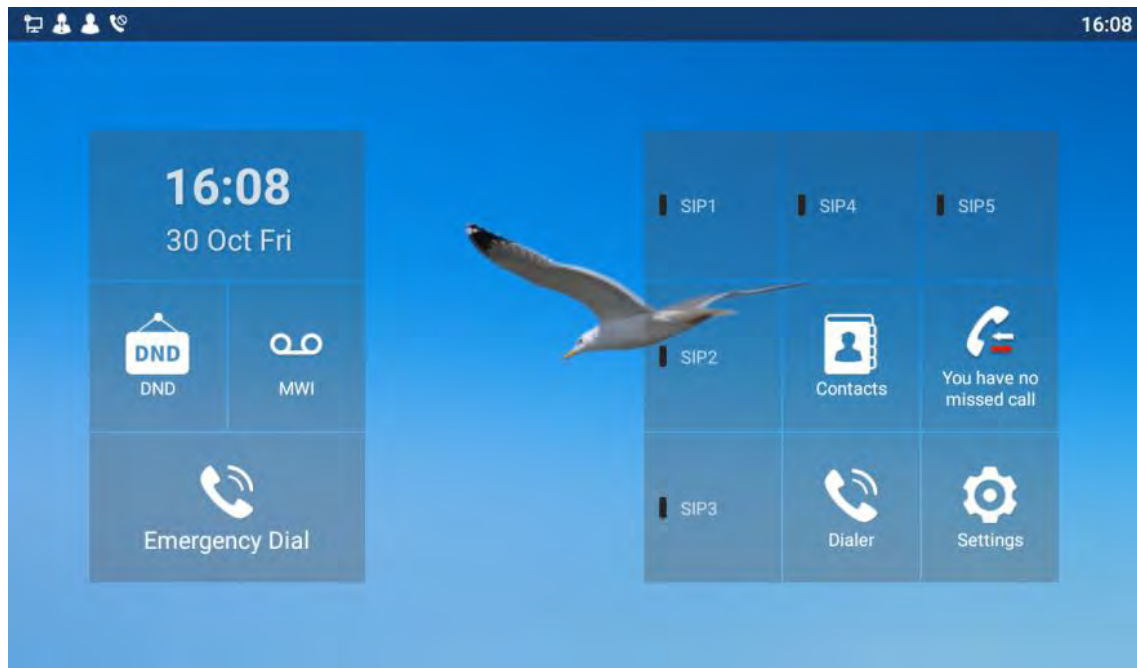 16:08
16:08
30 Oct Fri
DND
DND
MWI
Emergency Dial
SIP1
SIP4
SIP5
SIP2
Contacts
You have no
missed call
SIP3
Dialer
Settings